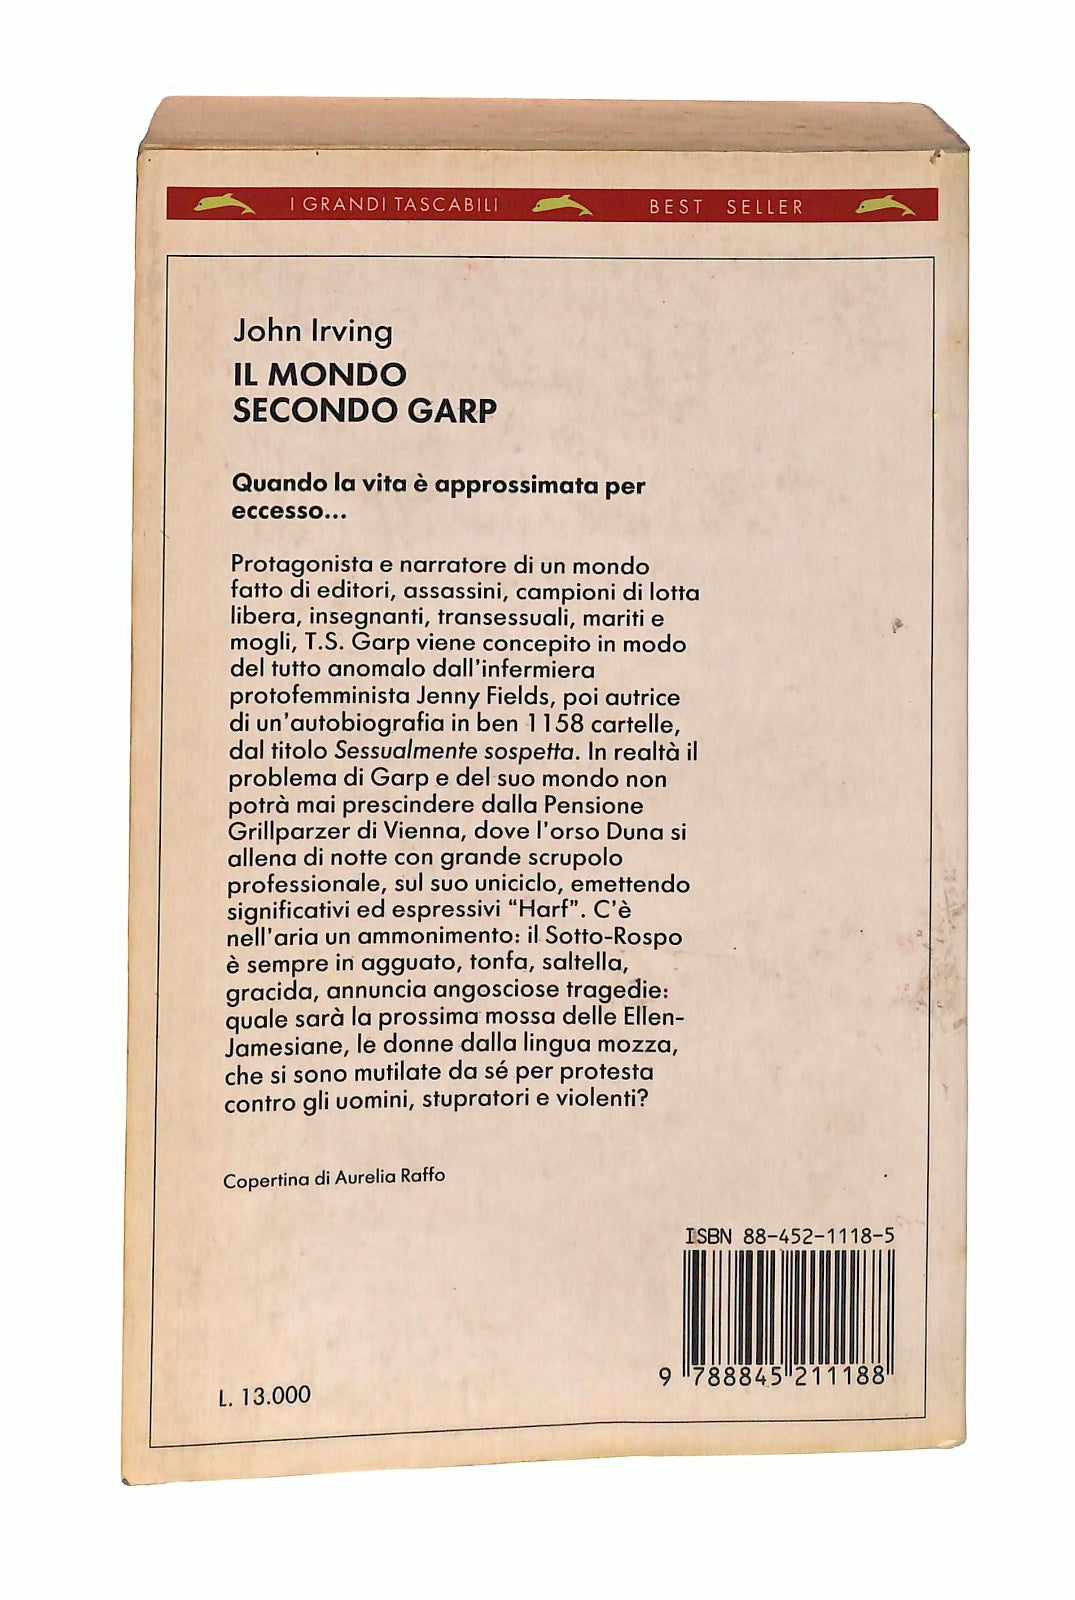 I GRANDI TASCABILI BEST SELLER
John Irving
IL MONDO
SECONDO GARP
Quando la vita è approssimata per
eccesso...
Protagonista e narratore di un mondo
fatto di editori, assassini, campioni di lotta
libera, insegnanti, transessuali, mariti e
mogli, T.S. Garp viene concepito in modo
del tutto anomalo dall'infermiera
protofemminista Jenny Fields, poi autrice
di un'autobiografia in ben 1158 cartelle,
dal titolo Sessualmente sospetta. In realtà il
problema di Garp e del suo mondo non
potrà mai prescindere dalla Pensione
Grillparzer di Vienna, dove l'orso Duna si
allena di notte con grande scrupolo
professionale, sul suo uniciclo, emettendo
significativi ed espressivi “Harf”. C'è
nell'aria un ammonimento: il Sotto-Rospo
è sempre in agguato, tonfa, saltella,
gracida, annuncia angosciose tragedie:
quale sarà la prossima mossa delle Ellen-
Jamesiane, le donne dalla lingua mozza,
che si sono mutilate da sé per protesta
contro gli uomini, stupratori e violenti?
Copertina di Aurelia Raffo
ISBN 88-452-1118-5
9 788845 211188
L. 13.000